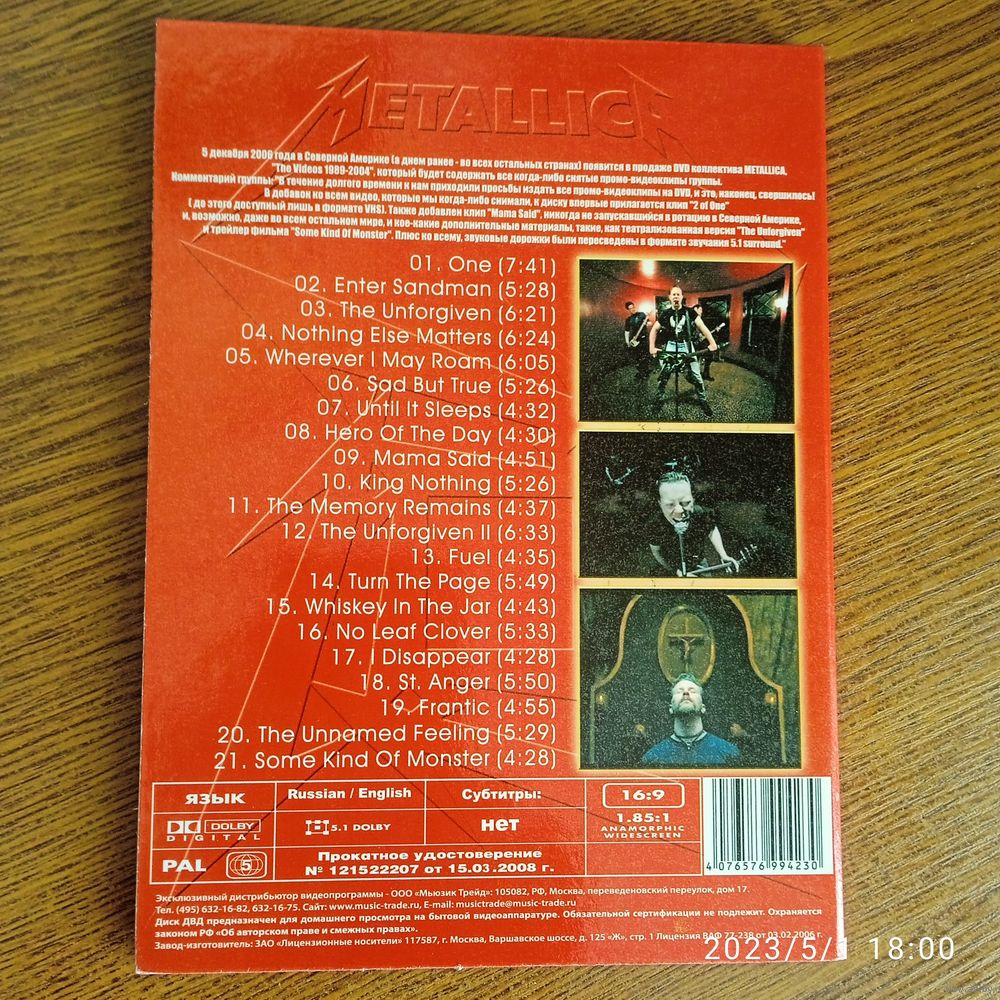 METALLICA
5 декабря 2006 года в Северной Америке (а днем ранее - во всех остальных странах) появится в продаже DVD коллектива METALLICA,
"The Videos 1989-2004", который будет содержать все когда-либо снятые промо-видеоклипы группы.
Комментарий группы: "В течение долгого времени к нам приходили просьбы издать все промо-видеоклипы на DVD, и это, наконец, свершилось!
В добавок ко всем видео, которые мы когда-либо снимали, к диску впервые прилагается клип "2 of One"
( до этого доступный лишь в формате VHS). Также добавлен клип "Mama Said", никогда не запускавшийся в ротацию в Северной Америке,
и, возможно, даже во всем остальном мире, и кое-какие дополнительные материалы, такие, как театрализованная версия "The Unforgiven"
и трейлер фильма "Some Kind Of Monster". Плюс ко всему, звуковые дорожки были пересведены в формате звучания 5.1 surround."
01. One (7:41)
02. Enter Sandman (5:28)
03. The Unforgiven (6:21)
04. Nothing Else Matters (6:24)
05. Wherever I May Roam (6:05)
06. Sad But True (5:26)
07. Until It Sleeps (4:32)
08. Hero Of The Day (4:30)
09. Mama Said (4:51)
10. King Nothing (5:26)
11. The Memory Remains (4:37)
12. The Unforgiven II (6:33)
13. Fuel (4:35)
14. Turn The Page (5:49)
15. Whiskey In The Jar (4:43)
16. No Leaf Clover (5:33)
17. I Disappear (4:28)
18. St. Anger (5:50)
19. Frantic (4:55)
20. The Unnamed Feeling (5:29)
21. Some Kind Of Monster (4:28)
ЯЗЫК
Russian / English
Субтитры:
16:9
DOLBY
DIGITAL
5.1 DOLBY
нет
1.85:1
ANAMORPHIC
WIDESCREEN
PAL
5
Прокатное удостоверение
№ 121522207 от 15.03.2008 г.
4 076576 994230
Эксклюзивный дистрибьютор видеопрограммы - ООО «Мьюзик Трейд»: 105082, РФ, Москва, переведеновский переулок, дом 17.
Тел. (495) 632-16-82, 632-16-75. Сайт: www.music-trade.ru, E-mail: musictrade@music-trade.ru
Диск ДВД предназначен для домашнего просмотра на бытовой видеоаппаратуре. Обязательной сертификации не подлежит. Охраняется
законом РФ «Об авторском праве и смежных правах».
Завод-изготовитель: ЗАО «Лицензионные носители» 117587, г. Москва, Варшавское шоссе, д. 125 «Ж», стр. 1 Лицензия ВАФ 77-238 от 03.02.2006 г.
2023/5/1 18:00